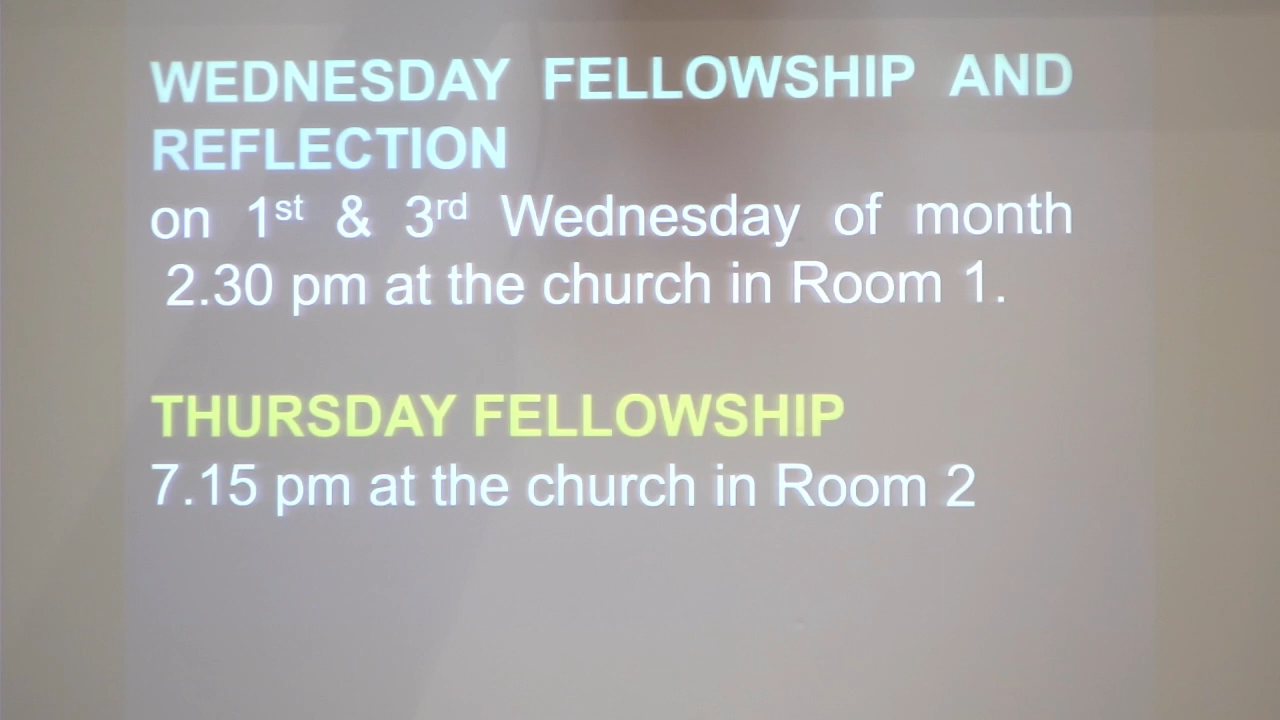 WEDNESDAY FELLOWSHIP AND
REFLECTION
on 1st & 3rd Wednesday of month
2.30 pm at the church in Room 1.
THURSDAY FELLOWSHIP
7.15 pm at the church in Room 2